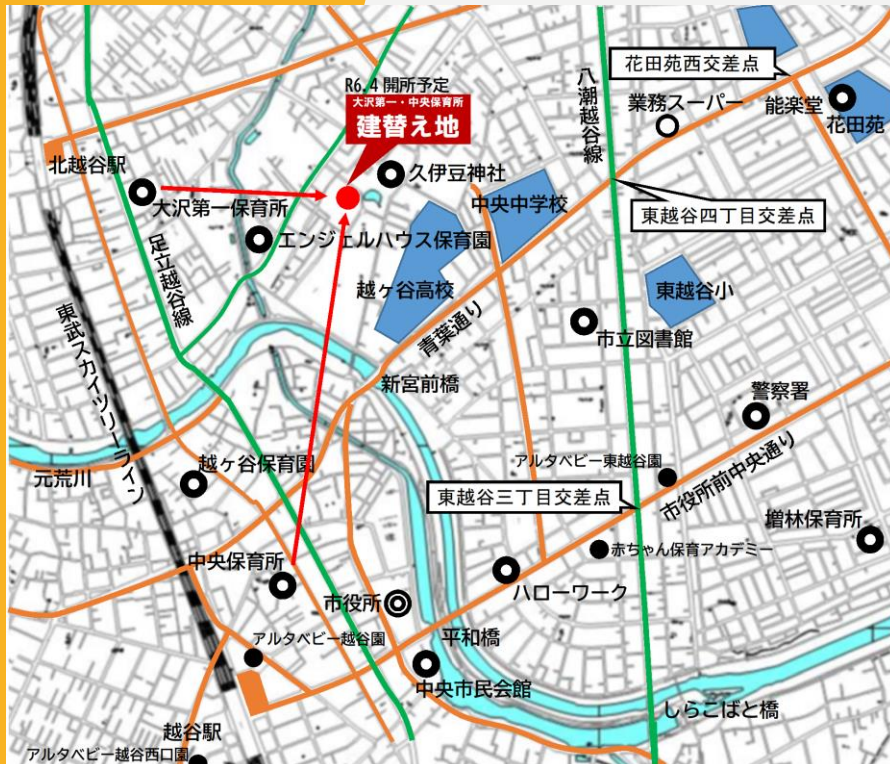 花田苑西交差点
R6.4 開所予定
大沢第一・中央保育所
建替え地
八潮越谷線
業務スーパー
能楽堂
花田苑
北越谷駅
久伊豆神社
大沢第一保育所
中央中学校
東越谷四丁目交差点
エンジェルハウス保育園
足立越谷線
越ヶ谷高校
東越谷小
東武スカイツリーライン
青葉通り
市立図書館
新宮前橋
警察署
越ヶ谷保育園
元荒川
アルタベビー東越谷園
市役所前中央通り
東越谷三丁目交差点
増林保育所
赤ちゃん保育アカデミー
中央保育所
ハローワーク
市役所
平和橋
アルタベビー越谷園
中央市民会館
しらこばと橋
越谷駅
アルタベビー越谷西口園